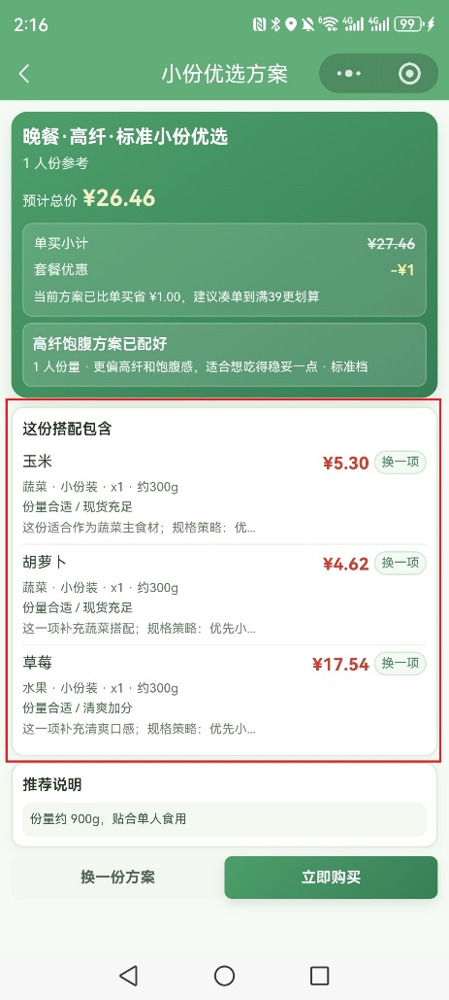 2:16
6
4G
4G
99
小份优选方案
晚餐·高纤·标准小份优选
1 人份参考
预计总价 ¥26.46
单买小计 ¥27.46
套餐优惠 -¥1
当前方案已比单买省 ¥1.00，建议凑单到满39更划算
高纤饱腹方案已配好
1 人份量 · 更偏高纤和饱腹感，适合想吃得稳妥一点 · 标准档
这份搭配包含
玉米 ¥5.30 换一项
蔬菜 · 小份装 · x1 · 约300g
份量合适 / 现货充足
这份适合作为蔬菜主食材；规格策略：优...
胡萝卜 ¥4.62 换一项
蔬菜 · 小份装 · x1 · 约300g
份量合适 / 现货充足
这一项补充蔬菜搭配；规格策略：优先小...
草莓 ¥17.54 换一项
水果 · 小份装 · x1 · 约300g
份量合适 / 清爽加分
这一项补充清爽口感；规格策略：优先小...
推荐说明
份量约 900g，贴合单人食用
换一份方案 立即购买